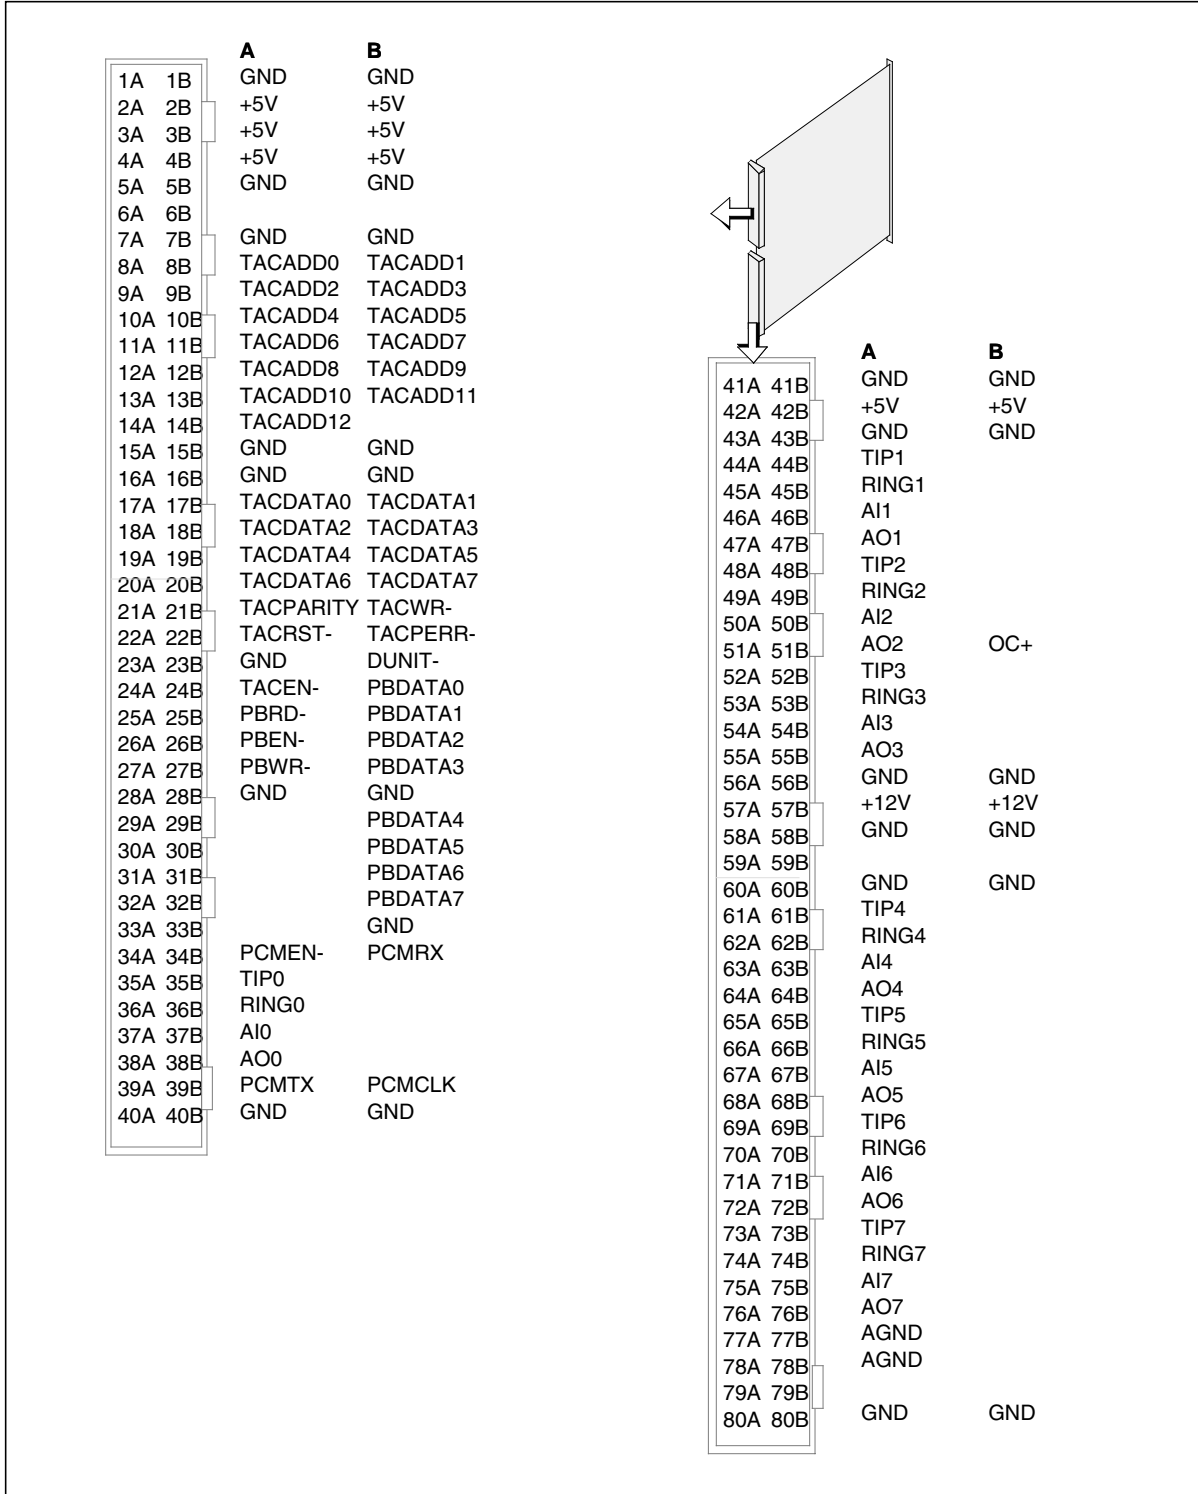 A B
1A 1B GND GND
2A 2B +5V +5V
3A 3B +5V +5V
4A 4B +5V +5V
5A 5B GND GND
6A 6B
7A 7B GND GND
8A 8B TACADD0 TACADD1
9A 9B TACADD2 TACADD3
10A 10B TACADD4 TACADD5
11A 11B TACADD6 TACADD7
12A 12B TACADD8 TACADD9
13A 13B TACADD10 TACADD11
14A 14B TACADD12
15A 15B GND GND
16A 16B GND GND
17A 17B TACDATA0 TACDATA1
18A 18B TACDATA2 TACDATA3
19A 19B TACDATA4 TACDATA5
20A 20B TACDATA6 TACDATA7
21A 21B TACPARITY TACWR-
22A 22B TACRST- TACPERR-
23A 23B GND DUNIT-
24A 24B TACEN- PBDATA0
25A 25B PBRD- PBDATA1
26A 26B PBEN- PBDATA2
27A 27B PBWR- PBDATA3
28A 28B GND GND
29A 29B PBDATA4
30A 30B PBDATA5
31A 31B PBDATA6
32A 32B PBDATA7
33A 33B GND
34A 34B PCMEN- PCMRX
35A 35B TIP0
36A 36B RING0
37A 37B AI0
38A 38B AO0
39A 39B PCMTX PCMCLK
40A 40B GND GND
A B
41A 41B GND GND
42A 42B +5V +5V
43A 43B GND GND
44A 44B TIP1
45A 45B RING1
46A 46B AI1
47A 47B AO1
48A 48B TIP2
49A 49B RING2
50A 50B AI2
51A 51B AO2 OC+
52A 52B TIP3
53A 53B RING3
54A 54B AI3
55A 55B AO3
56A 56B GND GND
57A 57B +12V +12V
58A 58B GND GND
59A 59B
60A 60B GND GND
61A 61B TIP4
62A 62B RING4
63A 63B AI4
64A 64B AO4
65A 65B TIP5
66A 66B RING5
67A 67B AI5
68A 68B AO5
69A 69B TIP6
70A 70B RING6
71A 71B AI6
72A 72B AO6
73A 73B TIP7
74A 74B RING7
75A 75B AI7
76A 76B AO7
77A 77B AGND
78A 78B AGND
79A 79B
80A 80B GND GND